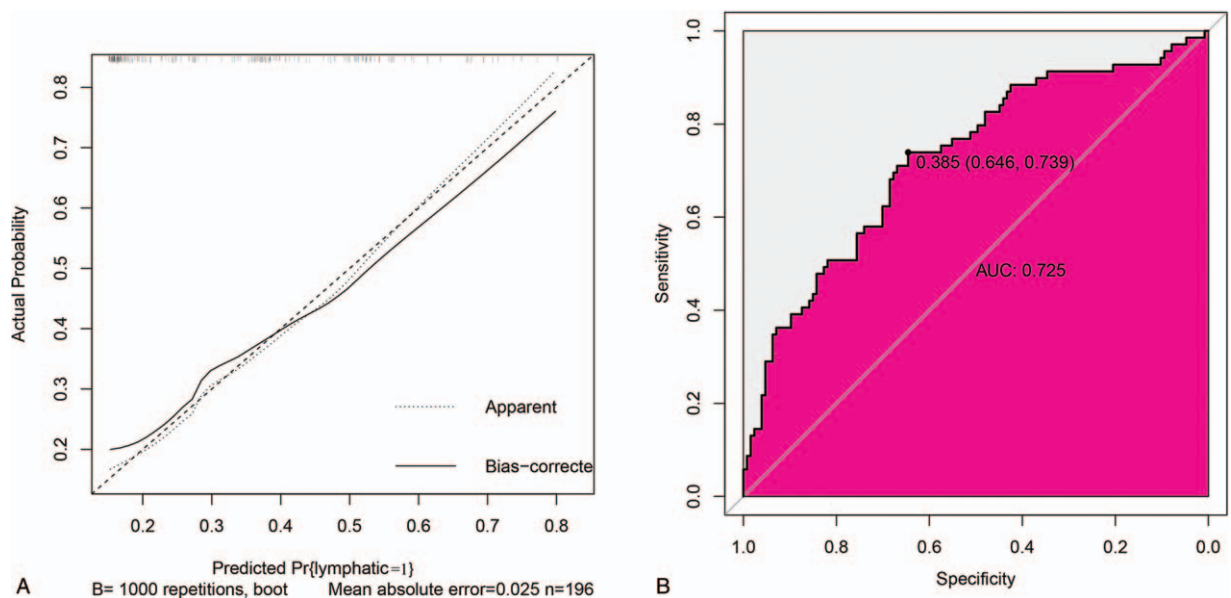 0.8
0.7
0.6
0.5
0.4
0.3
0.2
Actual Probability
Apparent
Bias-correcte
0.2 0.3 0.4 0.5 0.6 0.7 0.8
Predicted Pr{lymphatic=1}
A B= 1000 repetitions, boot Mean absolute error=0.025 n=196
1.0
0.8
0.6
0.4
0.2
0.0
Sensitivity
0.385 (0.646, 0.739)
AUC: 0.725
1.0 0.8 0.6 0.4 0.2 0.0
Specificity
B